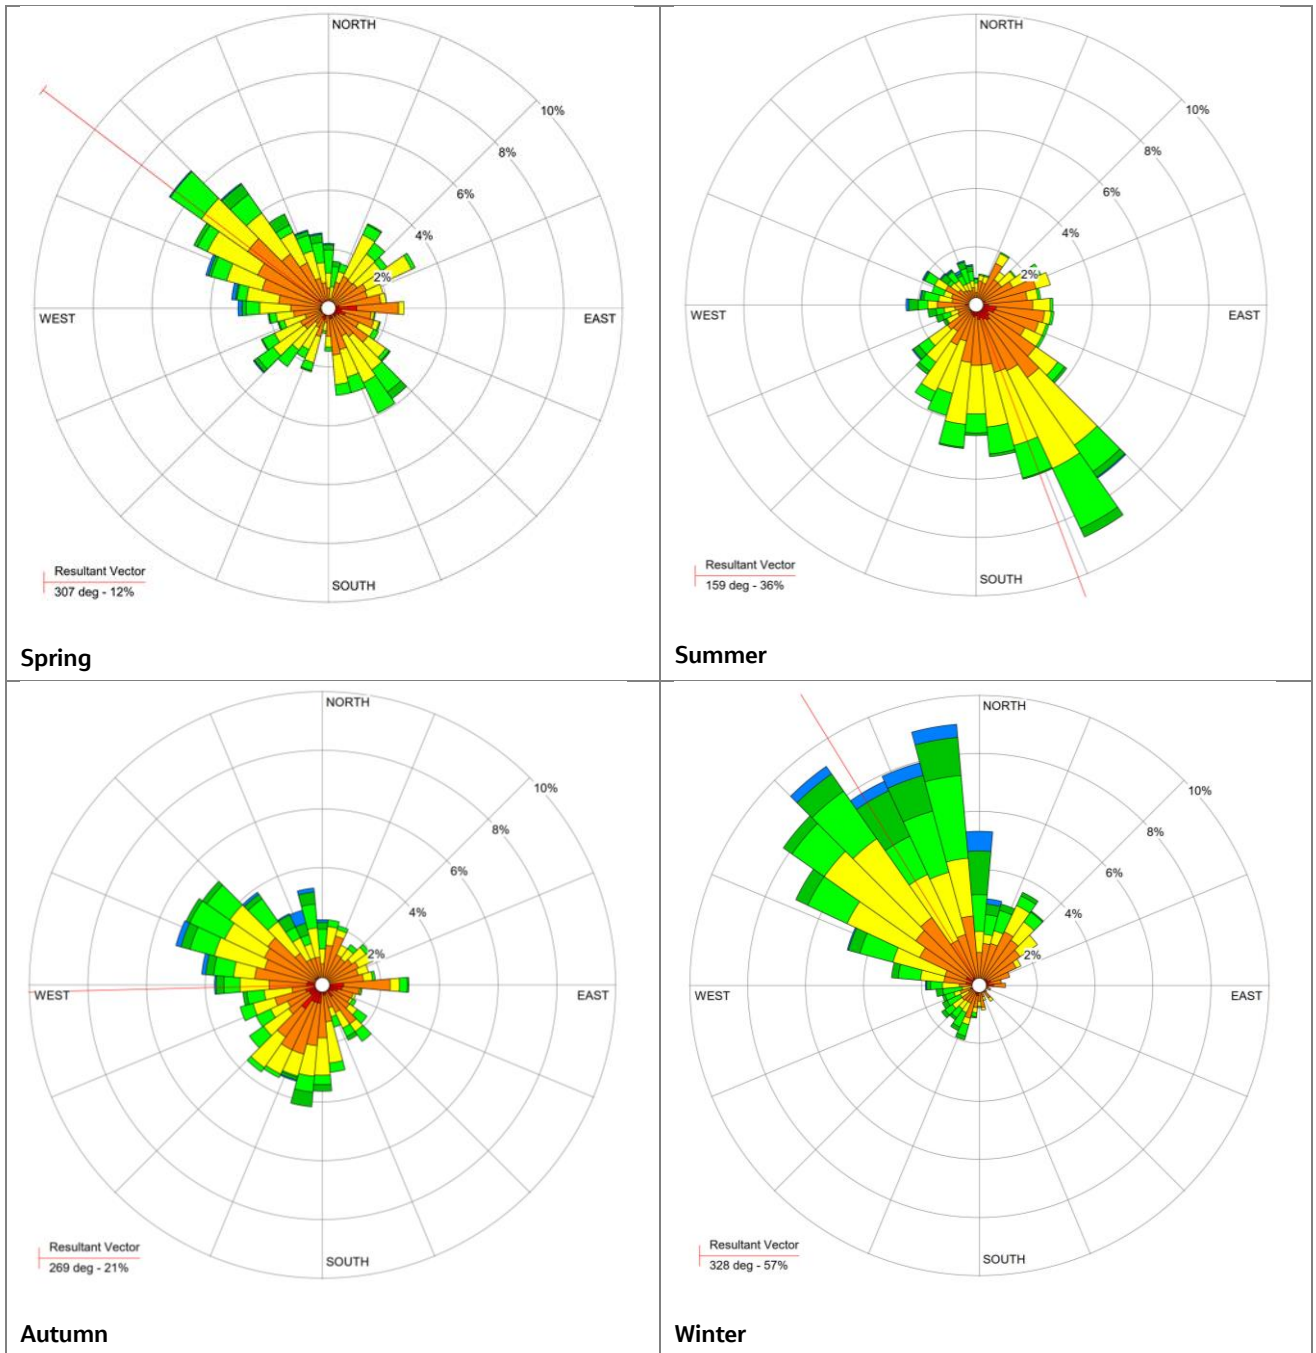 NORTH
10%
8%
6%
4%
2%
WEST
EAST
SOUTH
Resultant Vector
307 deg - 12%
Spring
NORTH
10%
8%
6%
4%
2%
WEST
EAST
SOUTH
Resultant Vector
159 deg - 36%
Summer
NORTH
10%
8%
6%
4%
2%
WEST
EAST
SOUTH
Resultant Vector
269 deg - 21%
Autumn
NORTH
10%
8%
6%
4%
2%
WEST
EAST
SOUTH
Resultant Vector
328 deg - 57%
Winter